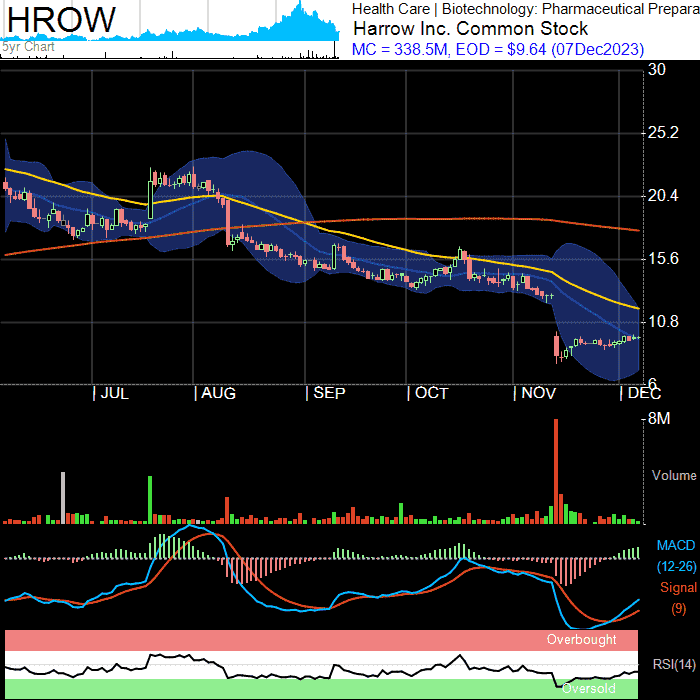 HROW
5yr Chart
Health Care | Biotechnology: Pharmaceutical Prepara
Harrow Inc. Common Stock
MC = 338.5M, EOD = $9.64 (07Dec2023)
30
25.2
20.4
15.6
10.8
6
| JUL | AUG | SEP | OCT | NOV | DEC
8M
Volume
MACD
(12-26)
Signal
(9)
Overbought
RSI(14)
Oversold